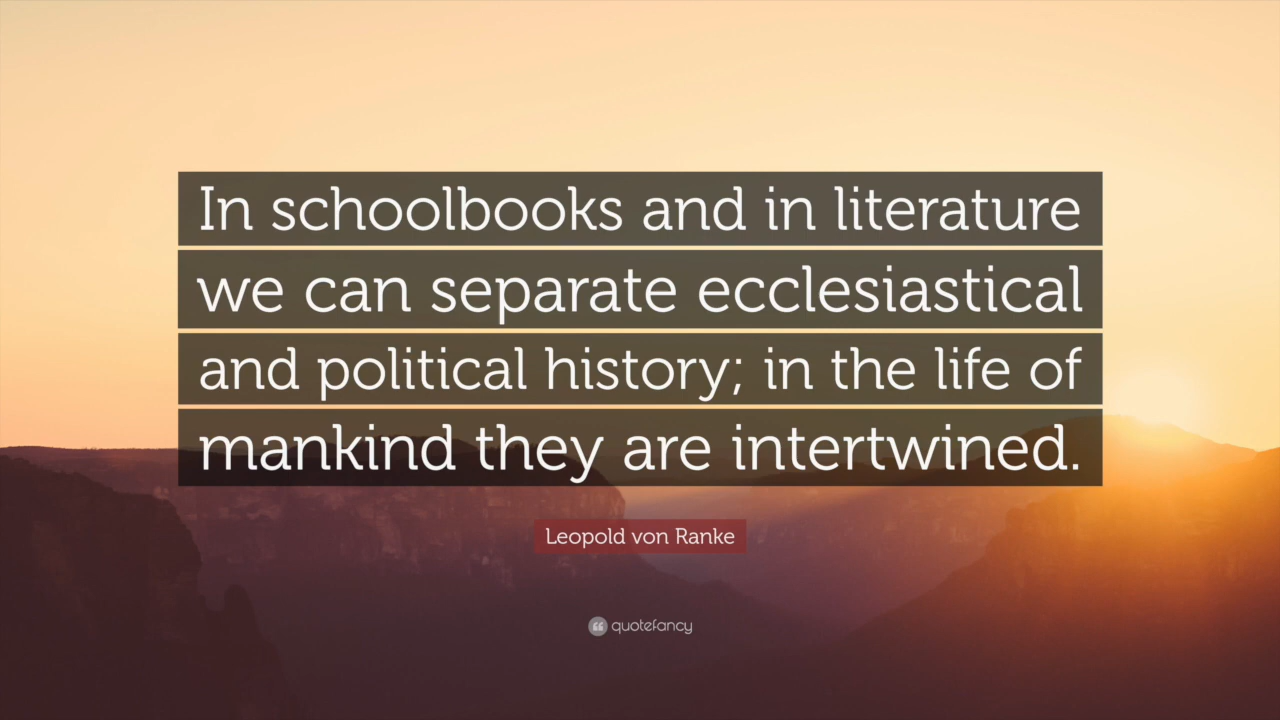 In schoolbooks and in literature
we can separate ecclesiastical
and political history; in the life of
mankind they are intertwined.
Leopold von Ranke
quotefancy